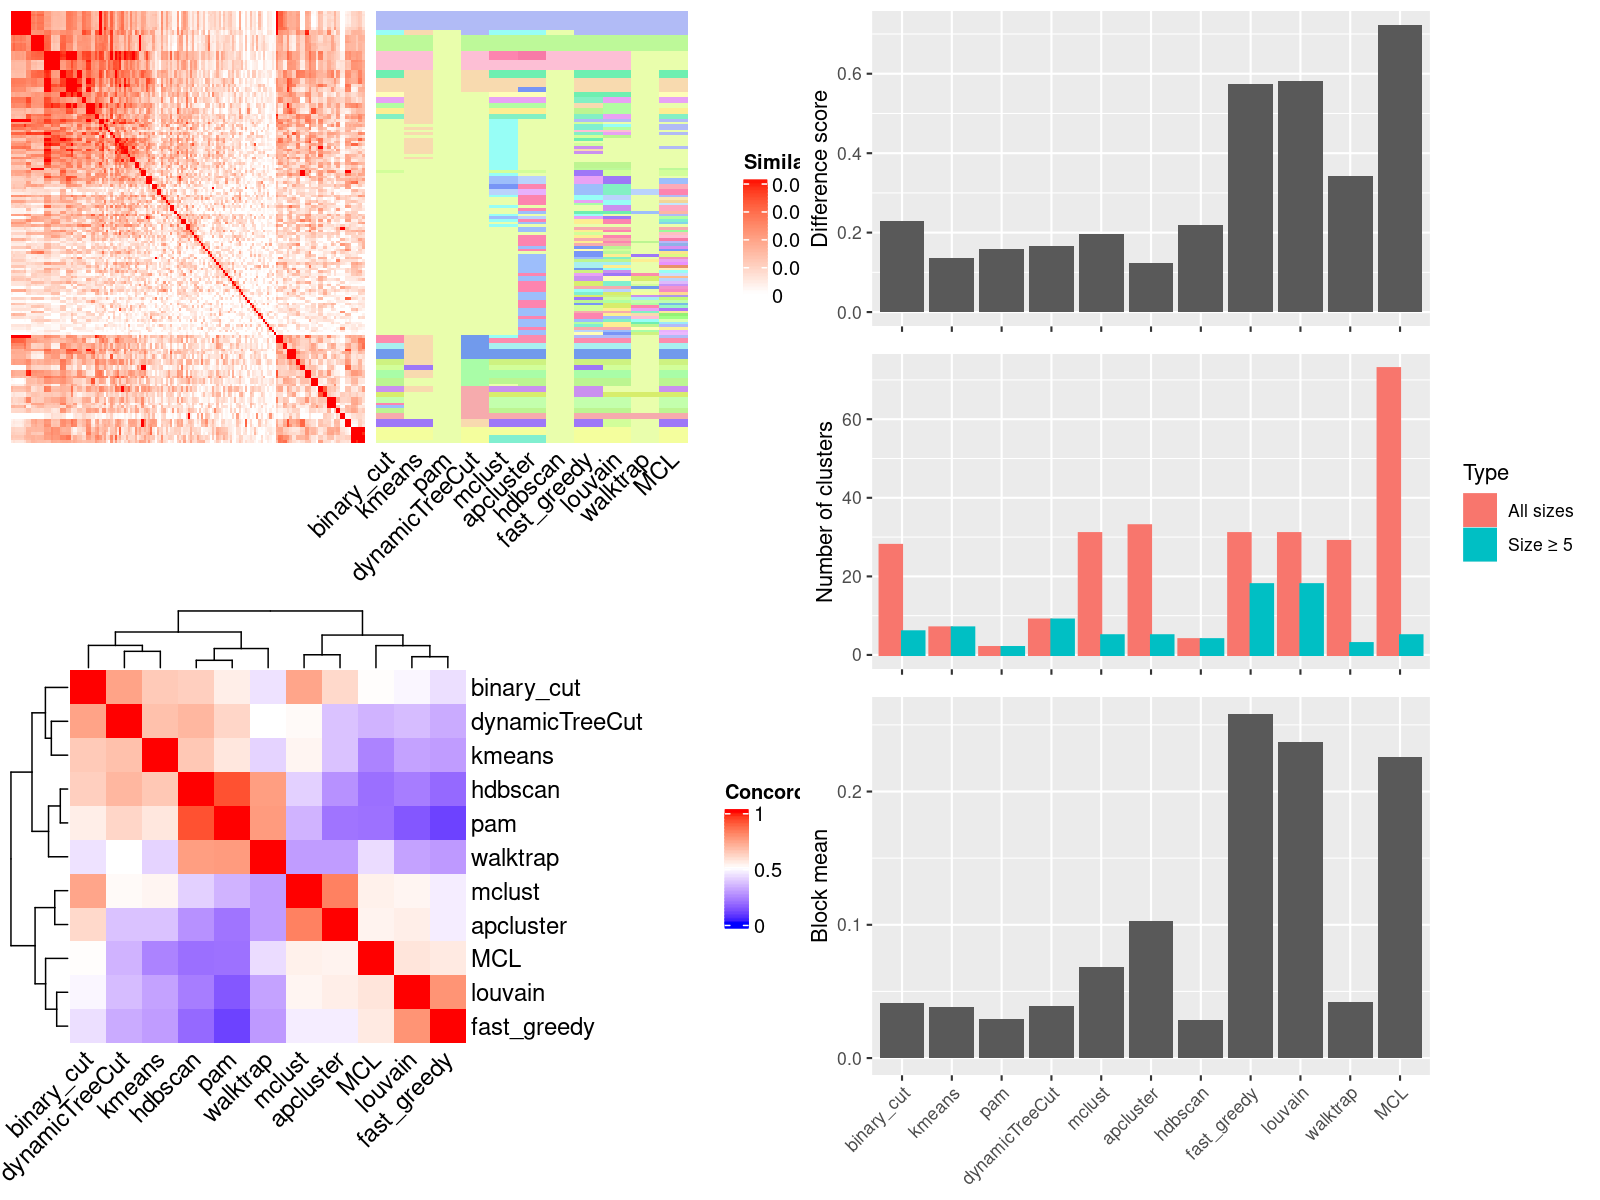 Simila
0.0
0.0
0.0
0.0
0
binary_cut
kmeans
pam
dynamicTreeCut
mclust
apcluster
hdbscan
fast_greedy
louvain
walktrap
MCL
binary_cut
dynamicTreeCut
kmeans
hdbscan
pam
walktrap
mclust
apcluster
MCL
louvain
fast_greedy
binary_cut
dynamicTreeCut
kmeans
hdbscan
pam
walktrap
mclust
apcluster
MCL
louvain
fast_greedy
Concord
1
0.5
0
Difference score
0.6
0.4
0.2
0.0
Number of clusters
60
40
20
0
Type
All sizes
Size ≥ 5
Block mean
0.2
0.1
0.0
binary_cut
kmeans
pam
dynamicTreeCut
mclust
apcluster
hdbscan
fast_greedy
louvain
walktrap
MCL